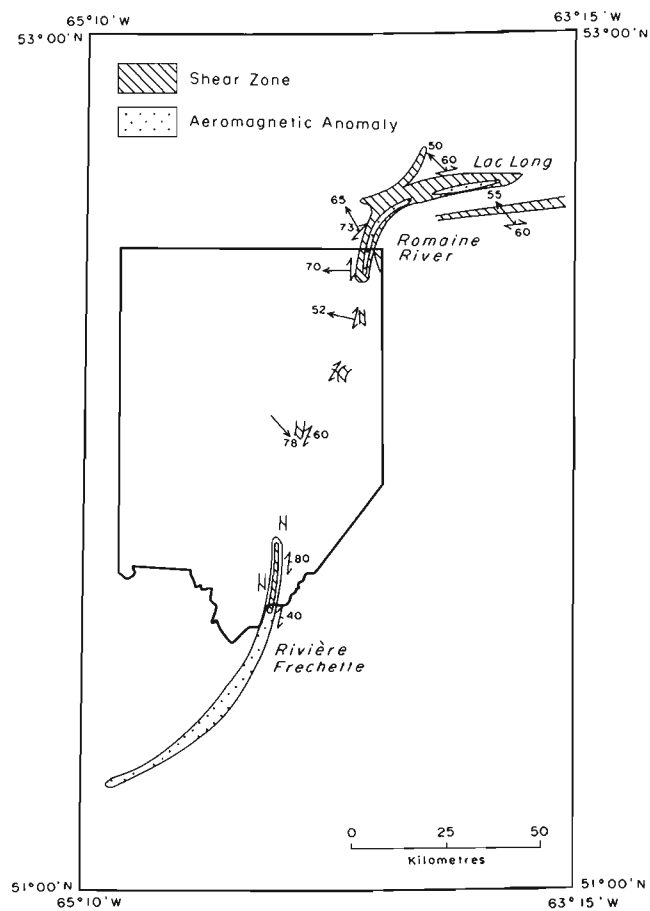 65°10'W
63°15'W
53°00'N
53°00'N
Shear Zone
Aeromagnetic Anomaly
50
60
Lac Long
65
55
73
60
Romaine
River
70
52
60
78
80
40
Rivière
Frechette
0 25 50
Kilometres
51°00'N
51°00'N
65°10'W
63°15'W